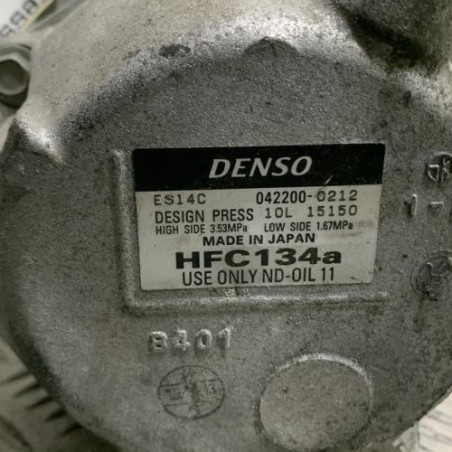 DENSO
ES14C 042200-0212
DESIGN PRESS 10L 15150
HIGH SIDE 3.53MPa LOW SIDE 1.67MPa
MADE IN JAPAN
HFC134a
USE ONLY ND-OIL 11
B401